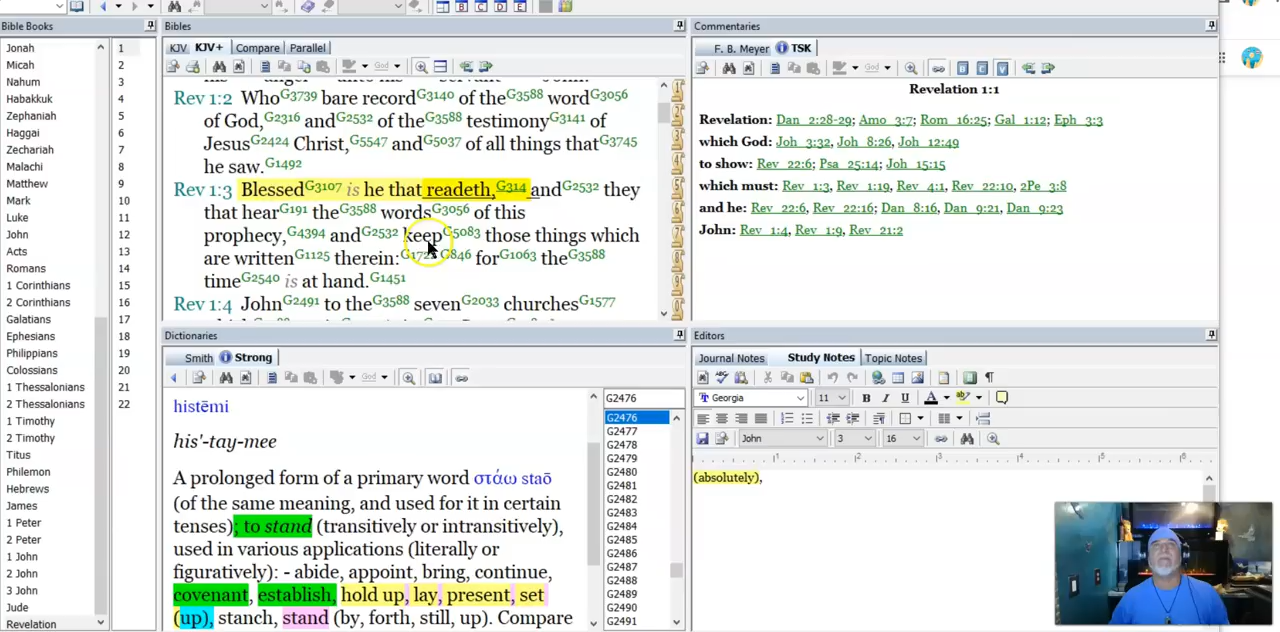 Bible Books
Jonah
Micah
Nahum
Habakkuk
Zephaniah
Haggai
Zechariah
Malachi
Matthew
Mark
Luke
John
Acts
Romans
1 Corinthians
2 Corinthians
Galatians
Ephesians
Philippians
Colossians
1 Thessalonians
2 Thessalonians
1 Timothy
2 Timothy
Titus
Philemon
Hebrews
James
1 Peter
2 Peter
1 John
2 John
3 John
Jude
Revelation
1
2
3
4
5
6
7
8
9
10
11
12
13
14
15
16
17
18
19
20
21
22
B C D E
Bibles
KJV KJV+ Compare Parallel
God
his anger unto his servant John:
Rev 1:2 WhoG3739 bare recordG3140 of theG3588 wordG3056
of God,G2316 andG2532 of theG3588 testimonyG3141 of
JesusG2424 Christ,G5547 andG5037 of all things thatG3745
he saw.G1492
Rev 1:3 BlessedG3107 is he that readeth,G314 andG2532 they
that hearG191 theG3588 wordsG3056 of this
prophecy,G4394 andG2532 keepG5083 those things which
are writtenG1125 therein: G846 forG1063 theG3588
timeG2540 is at hand.G1451
Rev 1:4 JohnG2491 to theG3588 sevenG2033 churchesG1577
Dictionaries
Smith Strong
God
histēmi
his'-tay-mee
A prolonged form of a primary word στάω staō
(of the same meaning, and used for it in certain
tenses); to stand (transitively or intransitively),
used in various applications (literally or
figuratively): - abide, appoint, bring, continue,
covenant, establish, hold up, lay, present, set
(up), stanch, stand (by, forth, still, up). Compare
G2476
G2476
G2477
G2478
G2479
G2480
G2481
G2482
G2483
G2484
G2485
G2486
G2487
G2488
G2489
G2490
G2491
Commentaries
F. B. Meyer TSK
God
Revelation 1:1
Revelation: Dan 2:28-29; Amo 3:7; Rom 16:25; Gal 1:12; Eph 3:3
which God: Joh 3:32, Joh 8:26, Joh 12:49
to show: Rev 22:6; Psa 25:14; Joh 15:15
which must: Rev 1:3, Rev 1:19, Rev 4:1, Rev 22:10, 2Pe 3:8
and he: Rev 22:6, Rev 22:16; Dan 8:16, Dan 9:21, Dan 9:23
John: Rev 1:4, Rev 1:9, Rev 21:2
Editors
Journal Notes Study Notes Topic Notes
Georgia 11 B I U A ab
John 3 16
1 2 3 4 5 6
(absolutely),